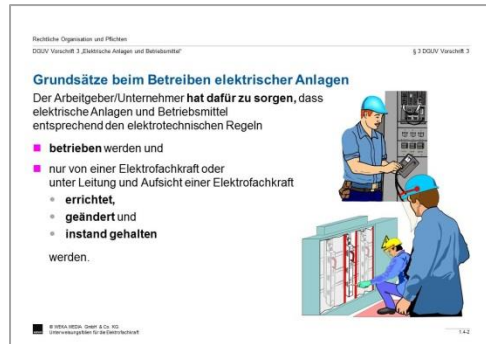 Rechtliche Organisation und Pflichten
DGUV Vorschrift 3 „Elektrische Anlagen und Betriebsmittel“
§ 3 DGUV Vorschrift 3
Grundsätze beim Betreiben elektrischer Anlagen
Der Arbeitgeber/Unternehmer hat dafür zu sorgen, dass
elektrische Anlagen und Betriebsmittel
entsprechend den elektrotechnischen Regeln
betrieben werden und
nur von einer Elektrofachkraft oder
unter Leitung und Aufsicht einer Elektrofachkraft
errichtet,
geändert und
instand gehalten
werden.
© WEKA MEDIA GmbH & Co. KG
Unterweisungsfolien für die Elektrofachkraft
1.4-2